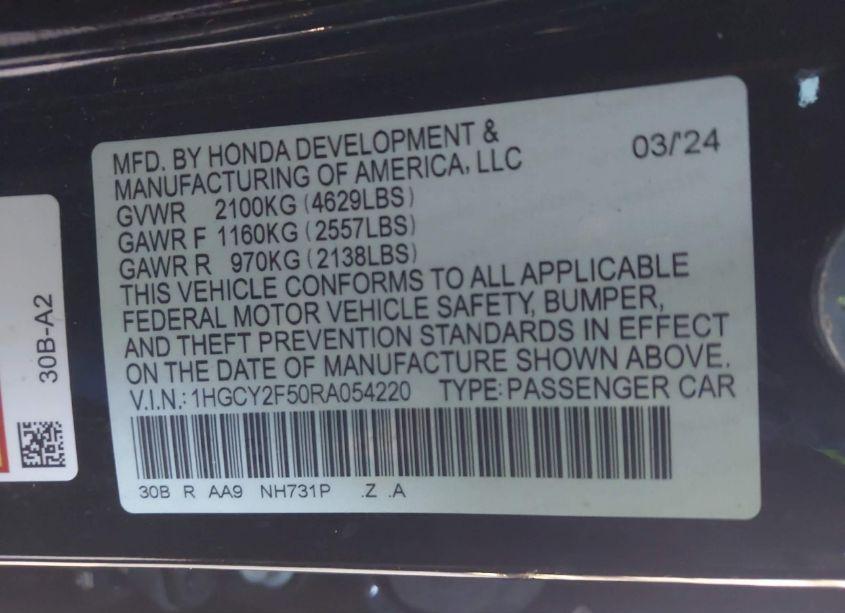 MFD. BY HONDA DEVELOPMENT & 03/'24
MANUFACTURING OF AMERICA, LLC
GVWR 2100KG (4629LBS)
GAWR F 1160KG (2557LBS)
GAWR R 970KG (2138LBS)
THIS VEHICLE CONFORMS TO ALL APPLICABLE
FEDERAL MOTOR VEHICLE SAFETY, BUMPER,
AND THEFT PREVENTION STANDARDS IN EFFECT
ON THE DATE OF MANUFACTURE SHOWN ABOVE.
V.I.N.: 1HGCY2F50RA054220 TYPE: PASSENGER CAR
30B R AA9 NH731P .Z .A
30B-A2